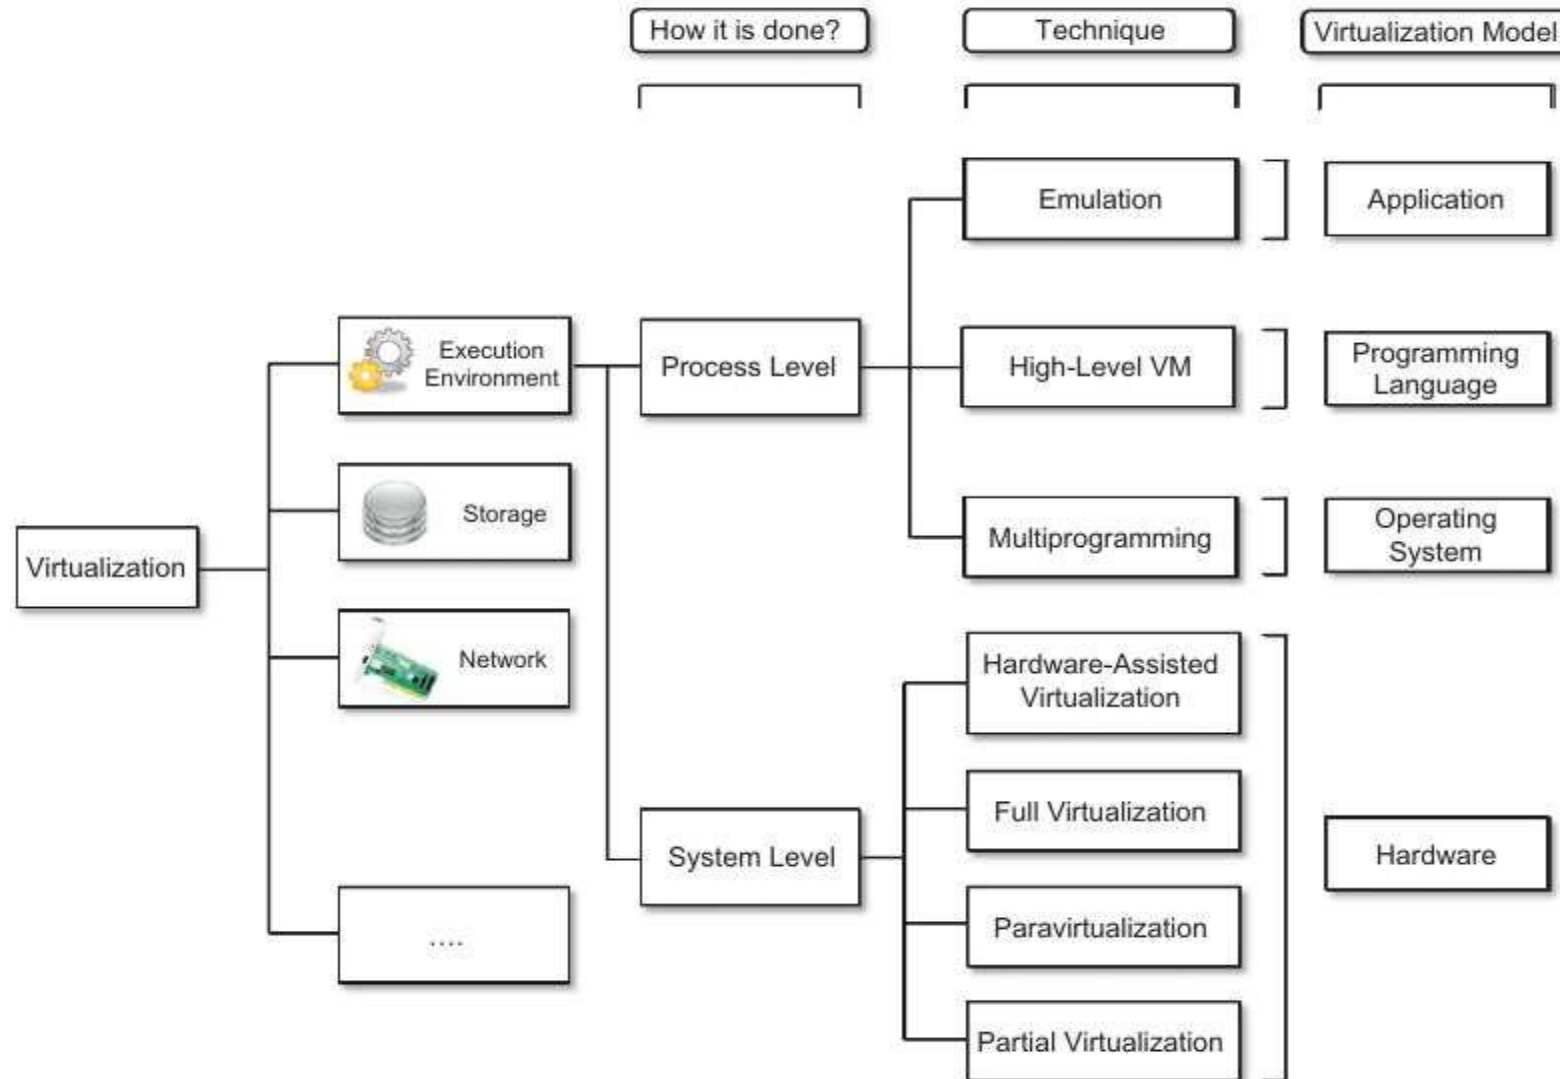 How it is done?
Technique
Virtualization Model
Emulation
Application
Execution
Environment
Process Level
High-Level VM
Programming
Language
Storage
Multiprogramming
Operating
System
Virtualization
Network
Hardware-Assisted
Virtualization
Full Virtualization
System Level
Hardware
Paravirtualization
....
Partial Virtualization